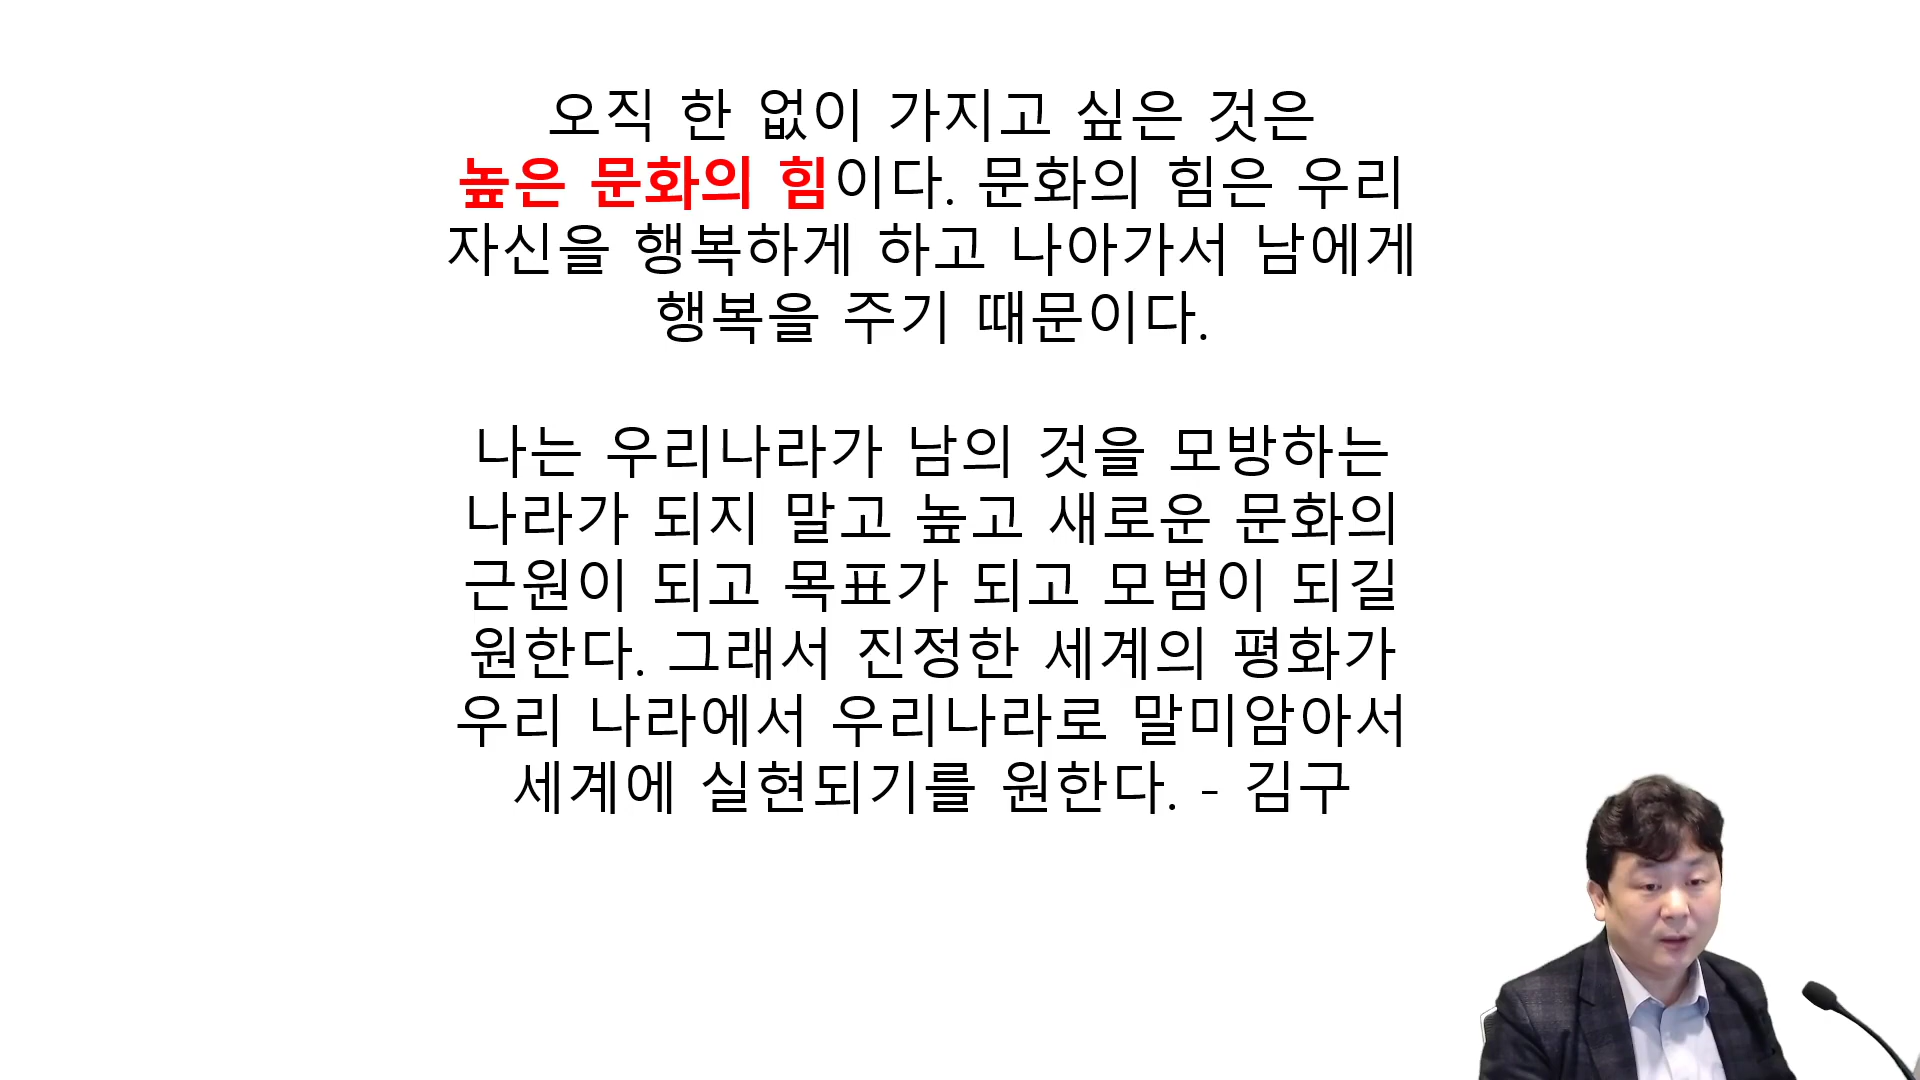 오직 한 없이 가지고 싶은 것은
높은 문화의 힘이다. 문화의 힘은 우리
자신을 행복하게 하고 나아가서 남에게
행복을 주기 때문이다.
나는 우리나라가 남의 것을 모방하는
나라가 되지 말고 높고 새로운 문화의
근원이 되고 목표가 되고 모범이 되길
원한다. 그래서 진정한 세계의 평화가
우리 나라에서 우리나라로 말미암아서
세계에 실현되기를 원한다. - 김구